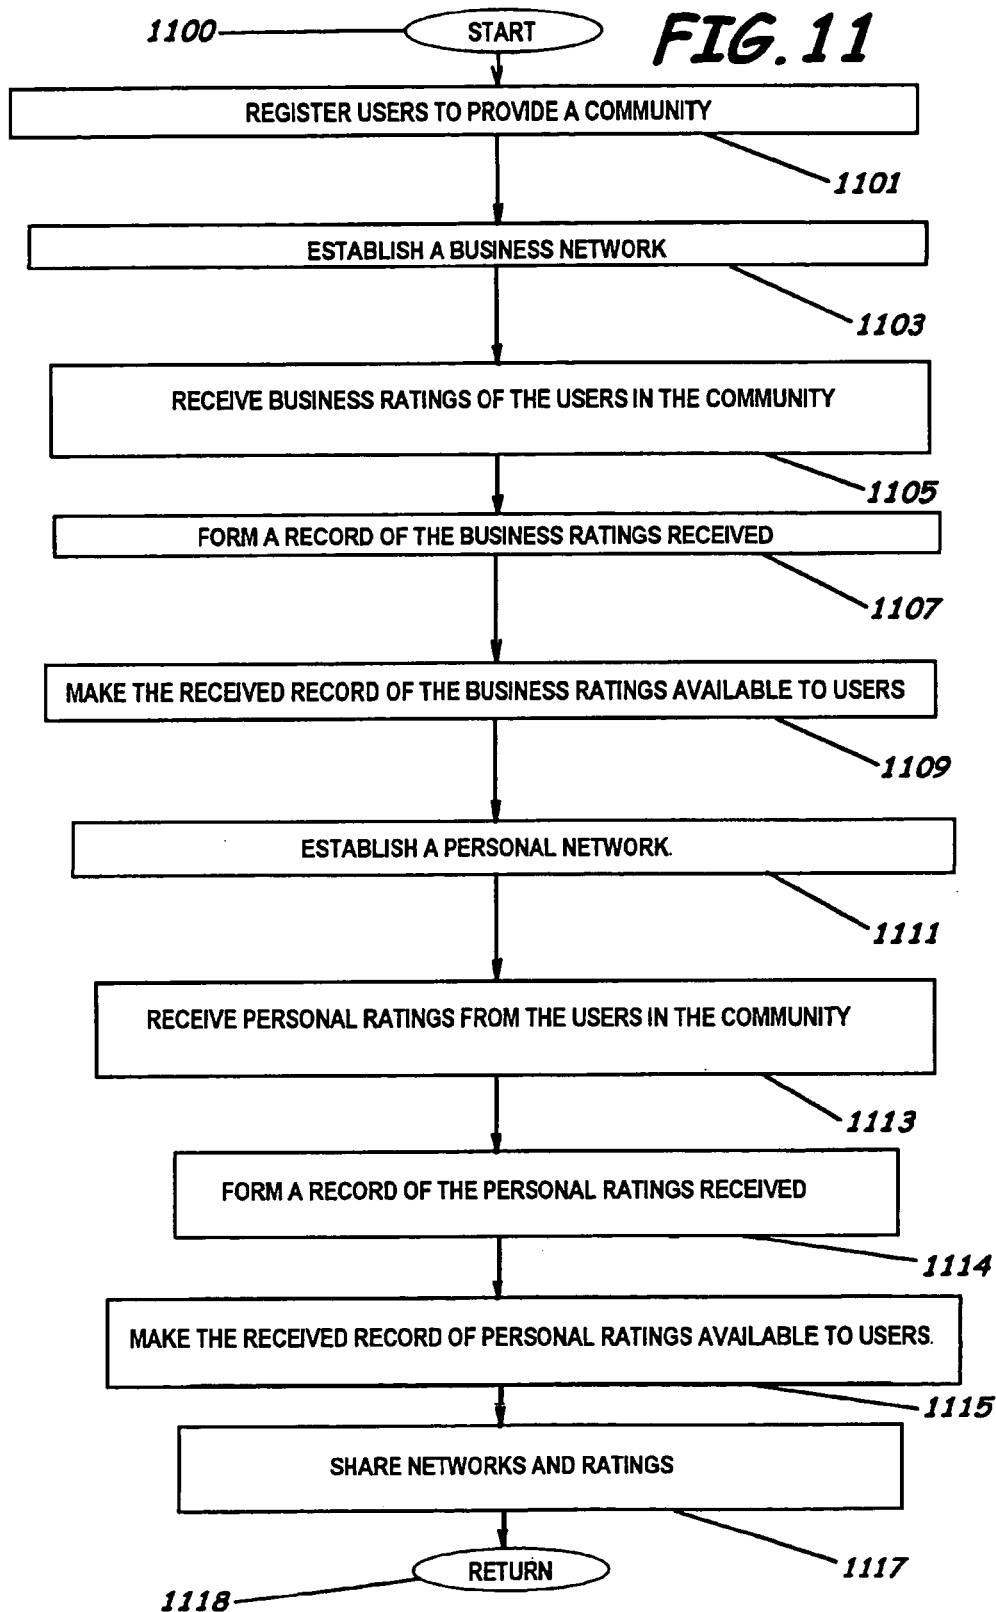 1100
START
FIG. 11
REGISTER USERS TO PROVIDE A COMMUNITY
1101
ESTABLISH A BUSINESS NETWORK
1103
RECEIVE BUSINESS RATINGS OF THE USERS IN THE COMMUNITY
1105
FORM A RECORD OF THE BUSINESS RATINGS RECEIVED
1107
MAKE THE RECEIVED RECORD OF THE BUSINESS RATINGS AVAILABLE TO USERS
1109
ESTABLISH A PERSONAL NETWORK.
1111
RECEIVE PERSONAL RATINGS FROM THE USERS IN THE COMMUNITY
1113
FORM A RECORD OF THE PERSONAL RATINGS RECEIVED
1114
MAKE THE RECEIVED RECORD OF PERSONAL RATINGS AVAILABLE TO USERS.
1115
SHARE NETWORKS AND RATINGS
1117
RETURN
1118